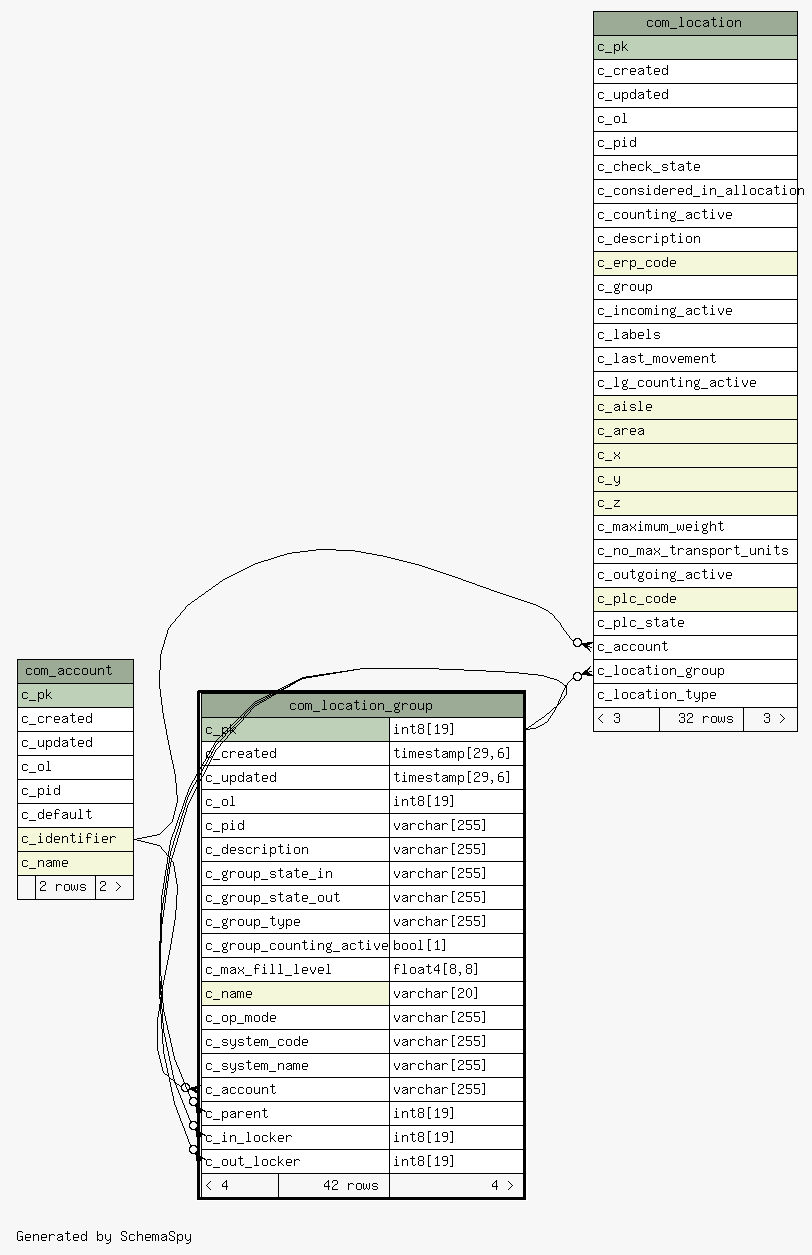 com_location
c_pk
c_created
c_updated
c_ol
c_pid
c_check_state
c_considered_in_allocation
c_counting_active
c_description
c_erp_code
c_group
c_incoming_active
c_labels
c_last_movement
c_lg_counting_active
c_aisle
c_area
c_x
c_y
c_z
c_maximum_weight
c_no_max_transport_units
c_outgoing_active
c_plc_code
c_plc_state
c_account
c_location_group
c_location_type
< 3 32 rows 3 >
com_account
c_pk
c_created
c_updated
c_ol
c_pid
c_default
c_identifier
c_name
2 rows 2 >
com_location_group
c_pk int8[19]
c_created timestamp[29,6]
c_updated timestamp[29,6]
c_ol int8[19]
c_pid varchar[255]
c_description varchar[255]
c_group_state_in varchar[255]
c_group_state_out varchar[255]
c_group_type varchar[255]
c_group_counting_active bool[1]
c_max_fill_level float4[8,8]
c_name varchar[20]
c_op_mode varchar[255]
c_system_code varchar[255]
c_system_name varchar[255]
c_account varchar[255]
c_parent int8[19]
c_in_locker int8[19]
c_out_locker int8[19]
< 4 42 rows 4 >
Generated by SchemaSpy